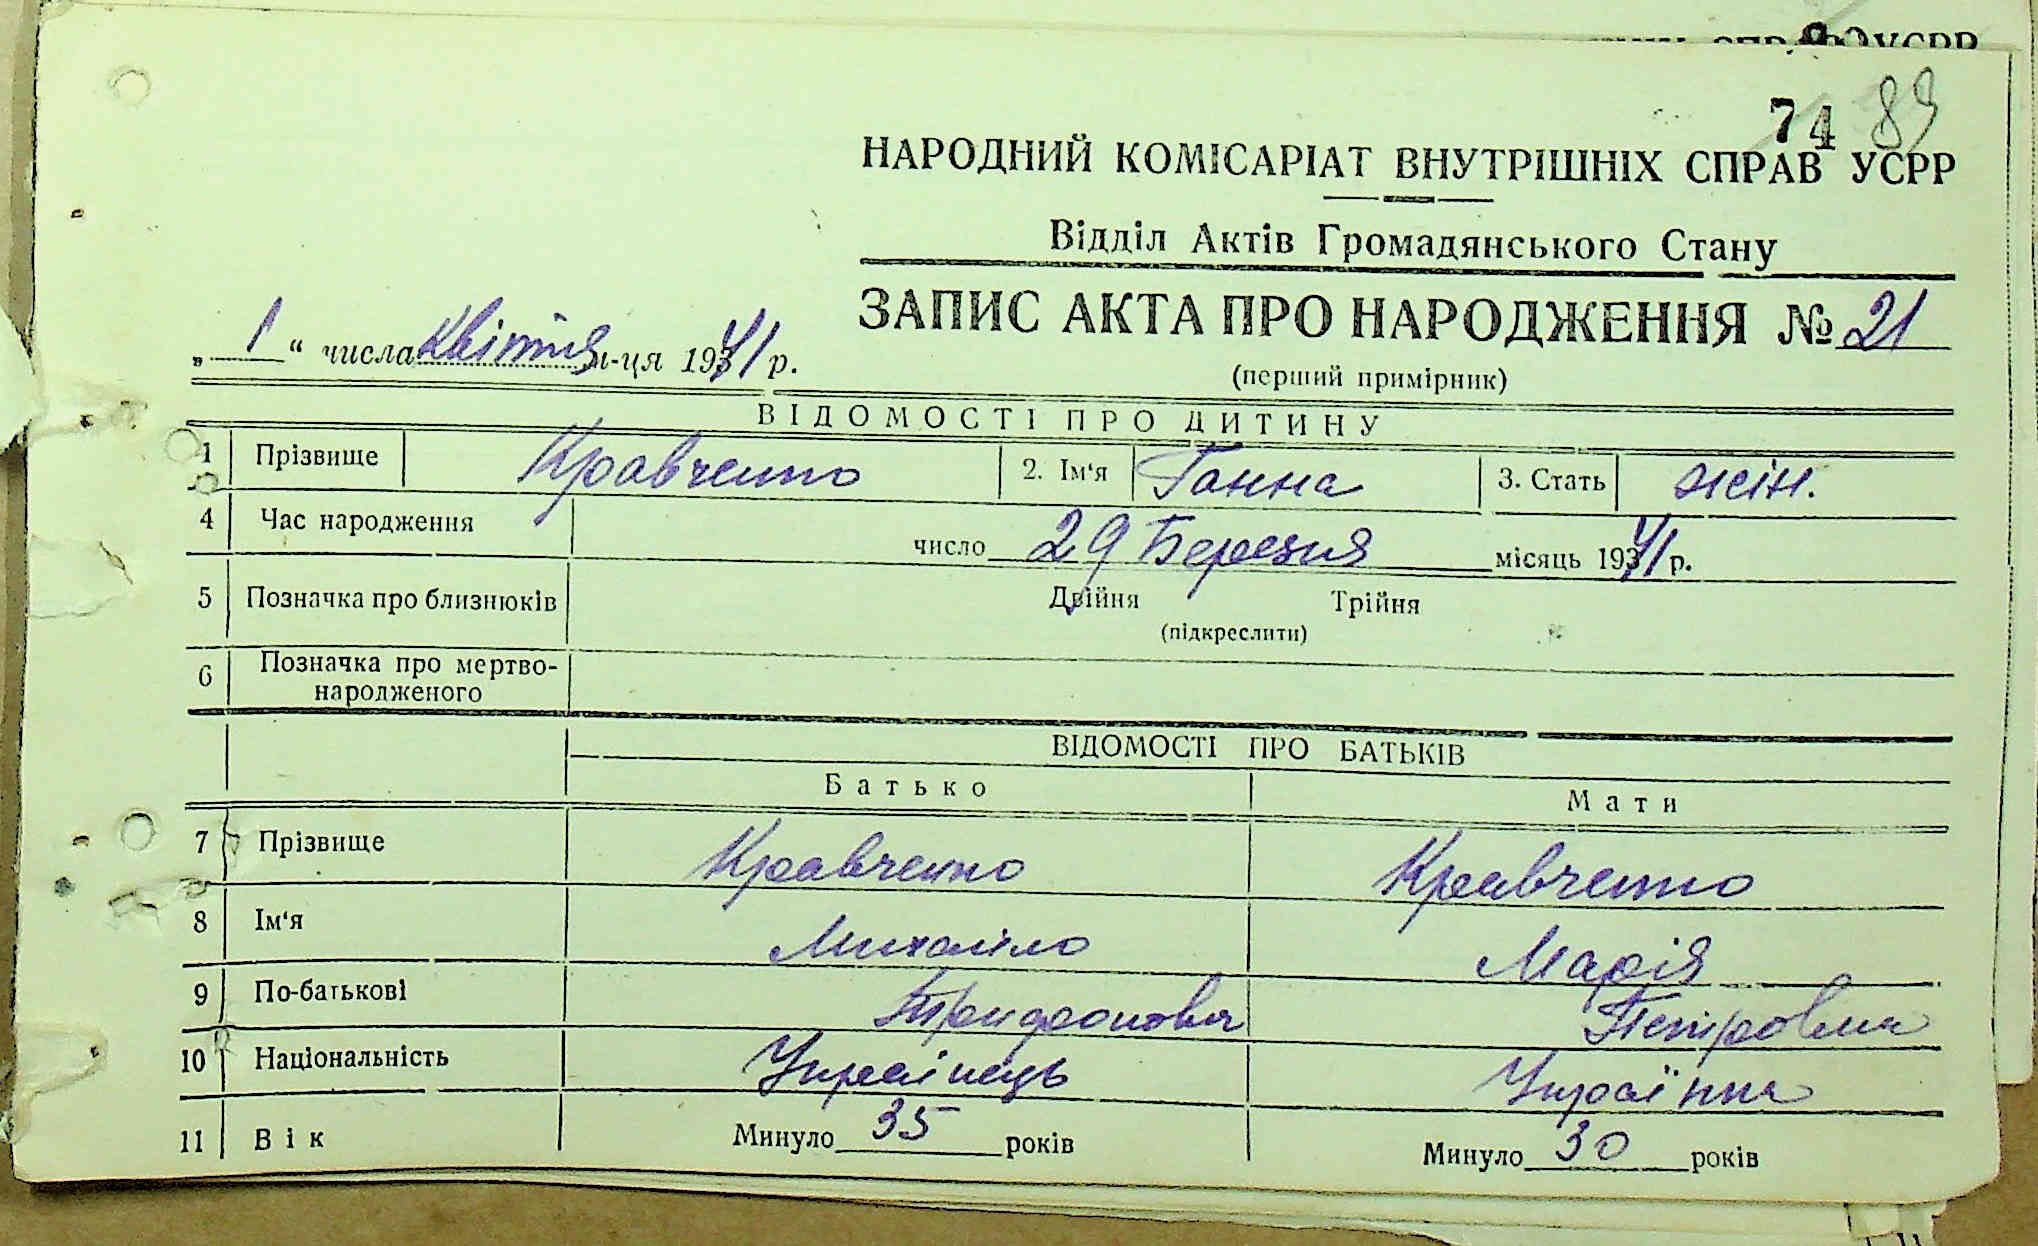 74 89
НАРОДНИЙ КОМІСАРІАТ ВНУТРІШНІХ СПРАВ УСРР
Відділ Актів Громадянського Стану
ЗАПИС АКТА ПРО НАРОДЖЕННЯ № 21
„ 1 “ числа Квітня м-ця 1941 р.
(перший примірник)
ВІДОМОСТІ ПРО ДИТИНУ
1 Прізвище Кравченко 2. Ім‘я Ганна 3. Стать жін.
4 Час народження число 29 Березня місяць 1941 р.
5 Позначка про близнюків Двійня Трійня
(підкреслити)
6 Позначка про мертво-
народженого
ВІДОМОСТІ ПРО БАТЬКІВ
Батько Мати
7 Прізвище Кравченко Кравченко
8 Ім‘я Михайло Марія
9 По-батькові Петровна
10 Національність Українець Українка
11 Вік Минуло 35 років Минуло 30 років